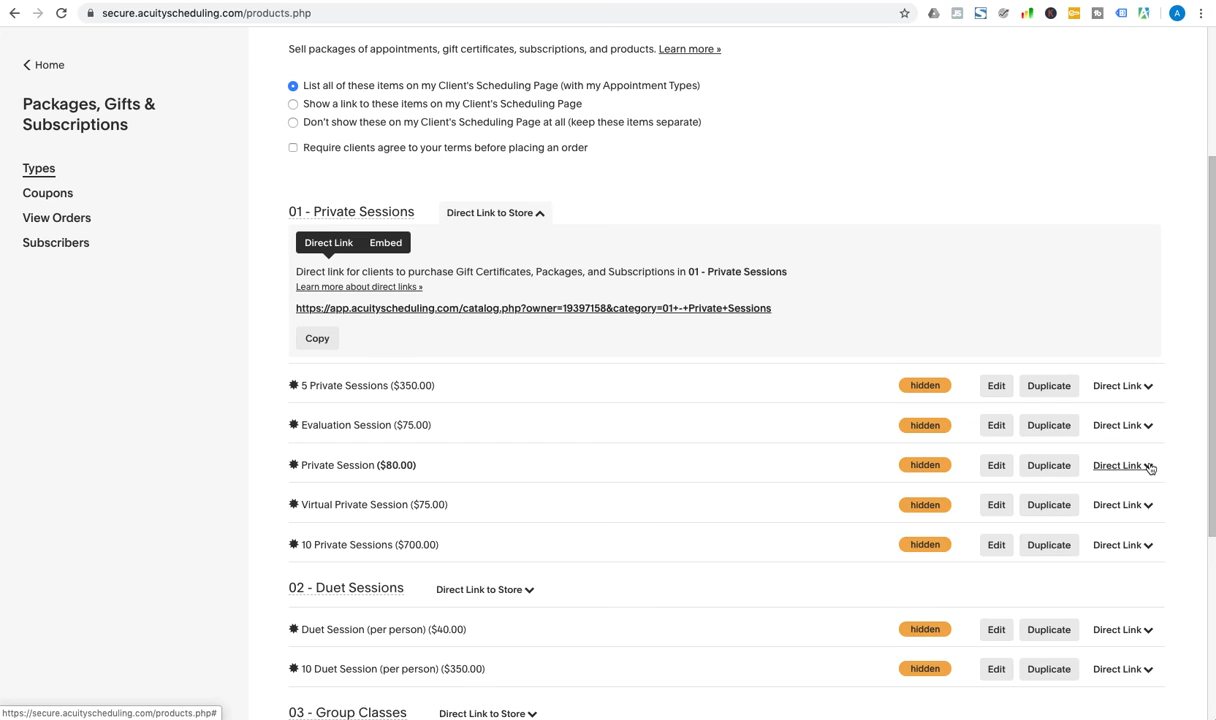 secure.acuityscheduling.com/products.php
A
Home
Packages, Gifts &
Subscriptions
Types
Coupons
View Orders
Subscribers
Sell packages of appointments, gift certificates, subscriptions, and products. Learn more »
List all of these items on my Client's Scheduling Page (with my Appointment Types)
Show a link to these items on my Client's Scheduling Page
Don't show these on my Client's Scheduling Page at all (keep these items separate)
Require clients agree to your terms before placing an order
01 - Private Sessions Direct Link to Store
Direct Link Embed
Direct link for clients to purchase Gift Certificates, Packages, and Subscriptions in 01 - Private Sessions
Learn more about direct links »
https://app.acuityscheduling.com/catalog.php?owner=19397158&category=01+-+Private+Sessions
Copy
5 Private Sessions ($350.00) hidden Edit Duplicate Direct Link
Evaluation Session ($75.00) hidden Edit Duplicate Direct Link
Private Session ($80.00) hidden Edit Duplicate Direct Link
Virtual Private Session ($75.00) hidden Edit Duplicate Direct Link
10 Private Sessions ($700.00) hidden Edit Duplicate Direct Link
02 - Duet Sessions Direct Link to Store
Duet Session (per person) ($40.00) hidden Edit Duplicate Direct Link
10 Duet Session (per person) ($350.00) hidden Edit Duplicate Direct Link
03 - Group Classes Direct Link to Store
https://secure.acuityscheduling.com/products.php#